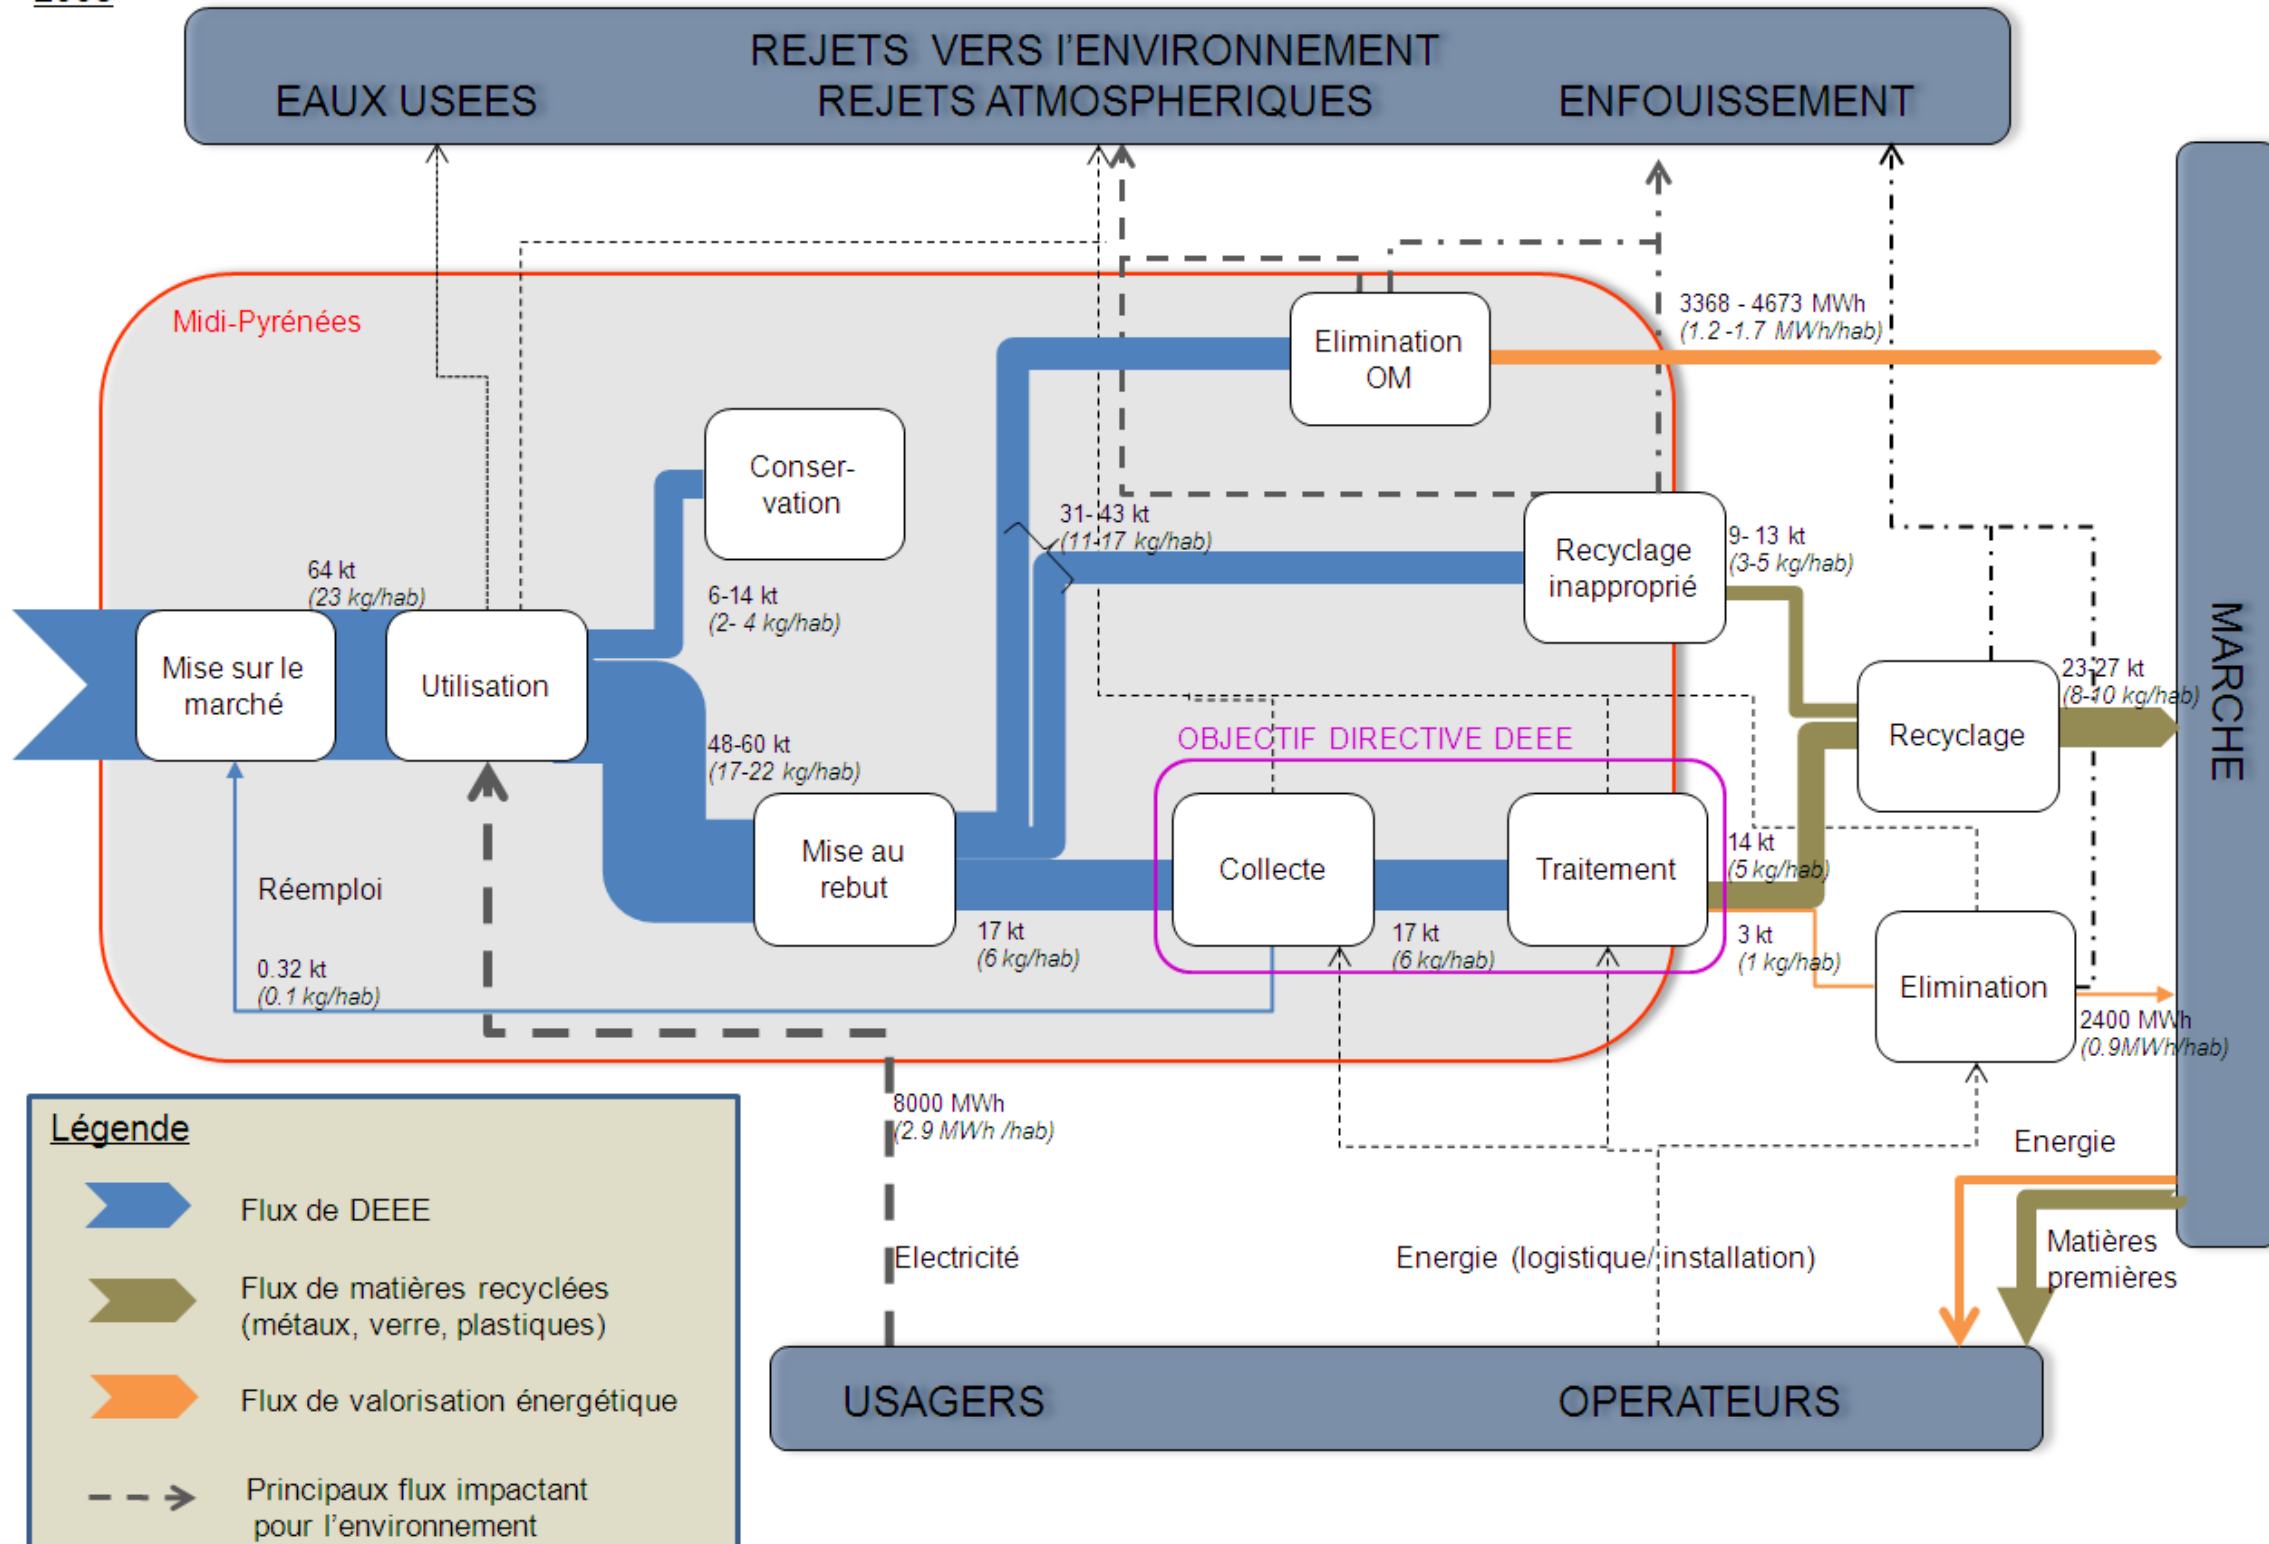 REJETS VERS l'ENVIRONNEMENT
EAUX USEES
REJETS ATMOSPHERIQUES
ENFOUISSEMENT
Midi-Pyrénées
Elimination
OM
3368 - 4673 MWh
(1.2 -1.7 MWh/hab)
Conser-
vation
31- 43 kt
(11-17 kg/hab)
Recyclage
inapproprié
9- 13 kt
(3-5 kg/hab)
64 kt
(23 kg/hab)
6-14 kt
(2- 4 kg/hab)
Mise sur le
marché
Utilisation
MARCHE
23-27 kt
(8-10 kg/hab)
Recyclage
48-60 kt
(17-22 kg/hab)
OBJECTIF DIRECTIVE DEEE
Mise au
rebut
Collecte
Traitement
14 kt
(5 kg/hab)
Réemploi
17 kt
(6 kg/hab)
17 kt
(6 kg/hab)
3 kt
(1 kg/hab)
0.32 kt
(0.1 kg/hab)
Elimination
2400 MWh
(0.9MWh/hab)
8000 MWh
(2.9 MWh /hab)
Energie
Electricité
Energie (logistique/ installation)
Matières
premières
USAGERS
OPERATEURS
Légende
Flux de DEEE
Flux de matières recyclées
(métaux, verre, plastiques)
Flux de valorisation énergétique
Principaux flux impactant
pour l'environnement